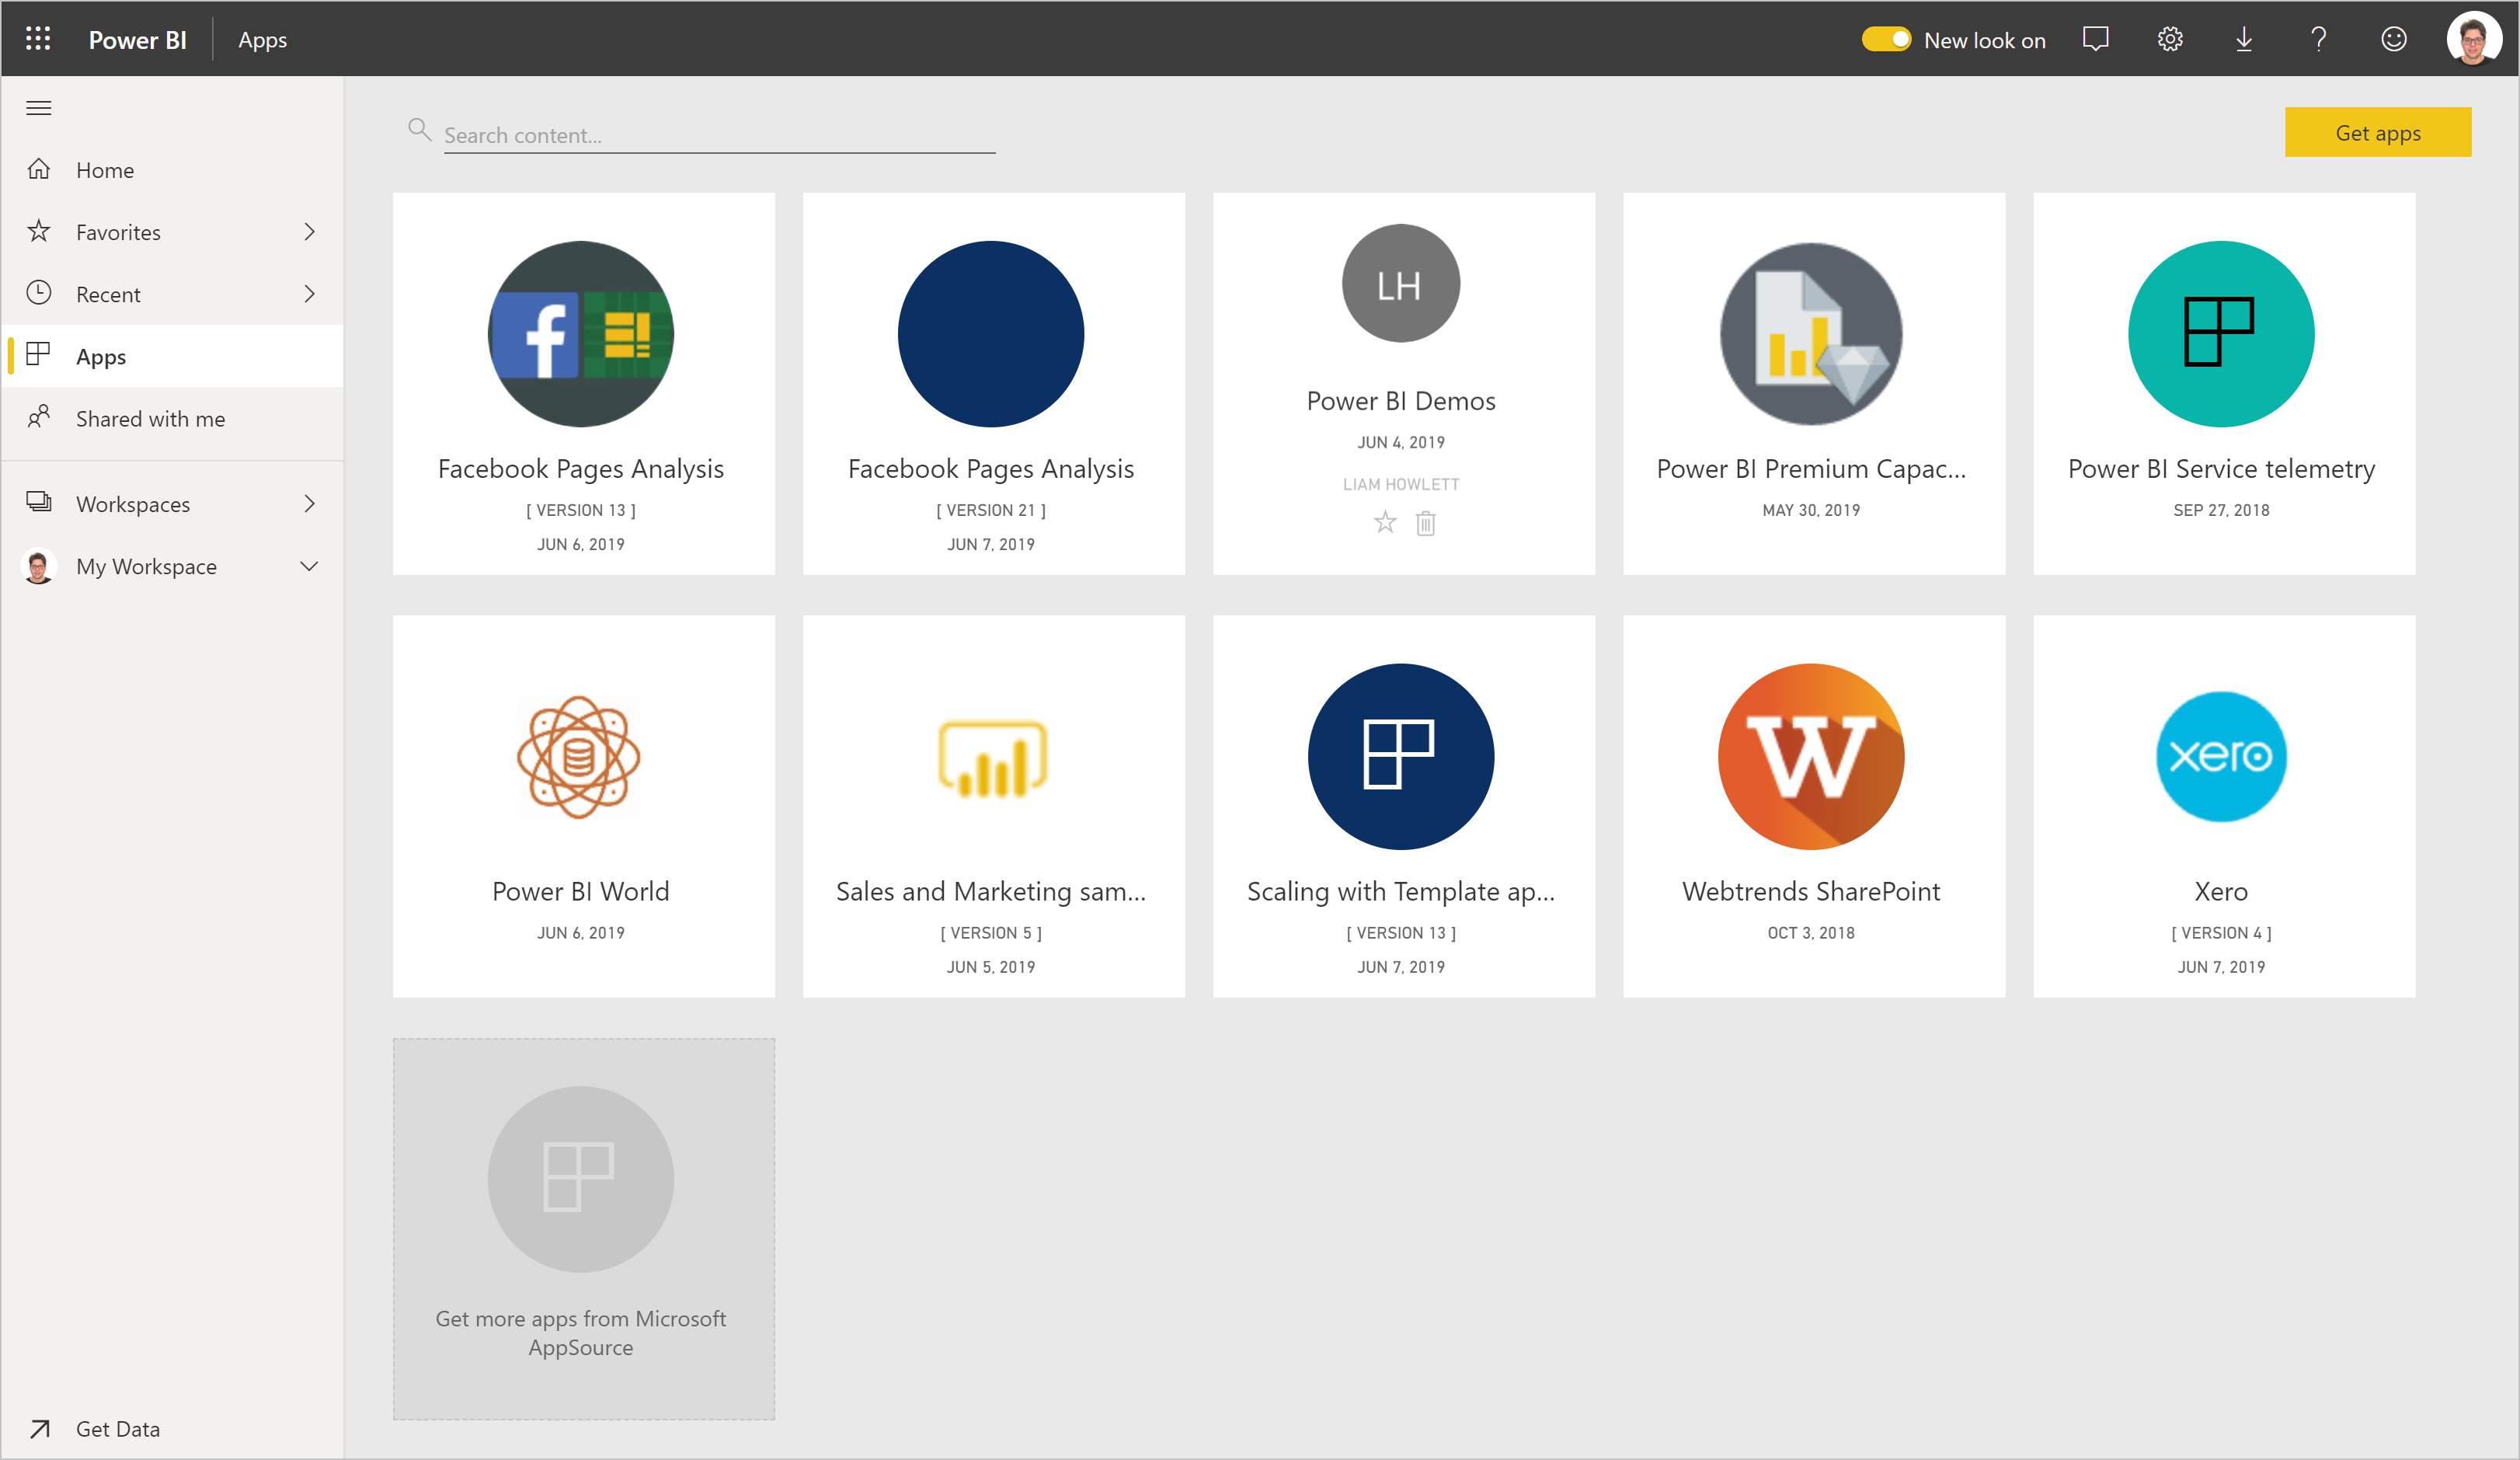 Power BI
Apps
New look on
Search content...
Get apps
Home
Favorites
Recent
Apps
Shared with me
Workspaces
My Workspace
Get Data
f
Facebook Pages Analysis
[ VERSION 13 ]
JUN 6, 2019
Facebook Pages Analysis
[ VERSION 21 ]
JUN 7, 2019
LH
Power BI Demos
JUN 4, 2019
LIAM HOWLETT
Power BI Premium Capac...
MAY 30, 2019
Power BI Service telemetry
SEP 27, 2018
Power BI World
JUN 6, 2019
Sales and Marketing sam...
[ VERSION 5 ]
JUN 5, 2019
Scaling with Template ap...
[ VERSION 13 ]
JUN 7, 2019
W
Webtrends SharePoint
OCT 3, 2018
xero
Xero
[ VERSION 4 ]
JUN 7, 2019
Get more apps from Microsoft
AppSource